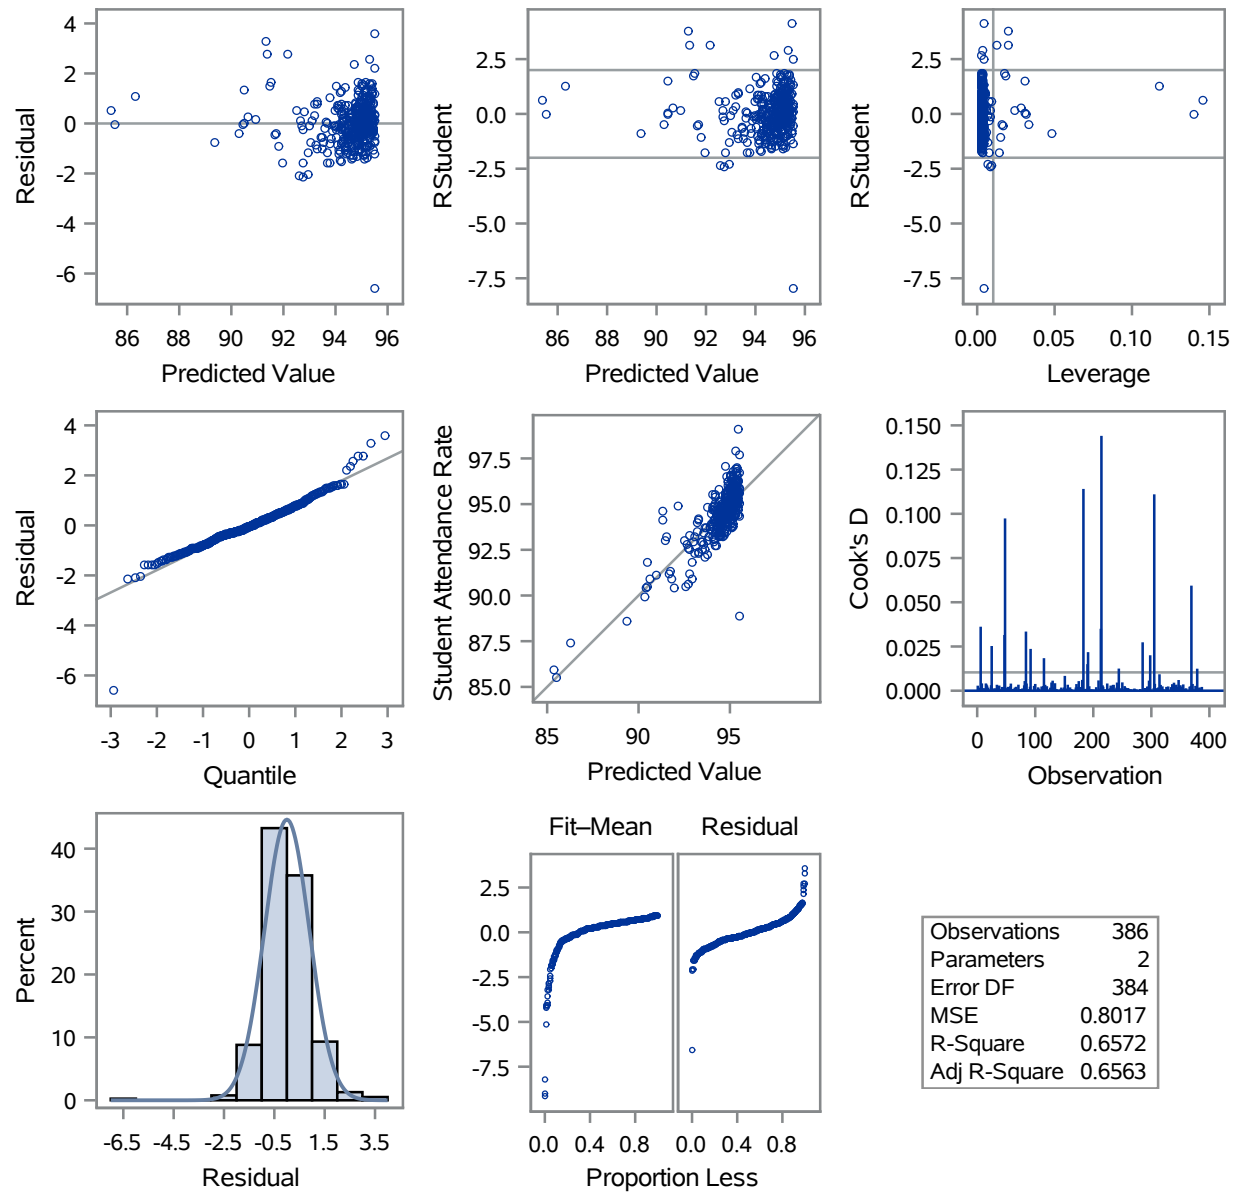 4
2
0
-2
-4
-6
Residual
86 88 90 92 94 96
Predicted Value
2.5
0.0
-2.5
-5.0
-7.5
RStudent
86 88 90 92 94 96
Predicted Value
2.5
0.0
-2.5
-5.0
-7.5
RStudent
0.00 0.05 0.10 0.15
Leverage
4
2
0
-2
-4
-6
Residual
-3 -2 -1 0 1 2 3
Quantile
97.5
95.0
92.5
90.0
87.5
85.0
Student Attendance Rate
85 90 95
Predicted Value
0.150
0.125
0.100
0.075
0.050
0.025
0.000
Cook's D
0 100 200 300 400
Observation
40
30
20
10
0
Percent
-6.5 -4.5 -2.5 -0.5 1.5 3.5
Residual
Fit–Mean Residual
2.5
0.0
-2.5
-5.0
-7.5
0.0 0.4 0.8 0.0 0.4 0.8
Proportion Less
Observations 386
Parameters 2
Error DF 384
MSE 0.8017
R-Square 0.6572
Adj R-Square 0.6563